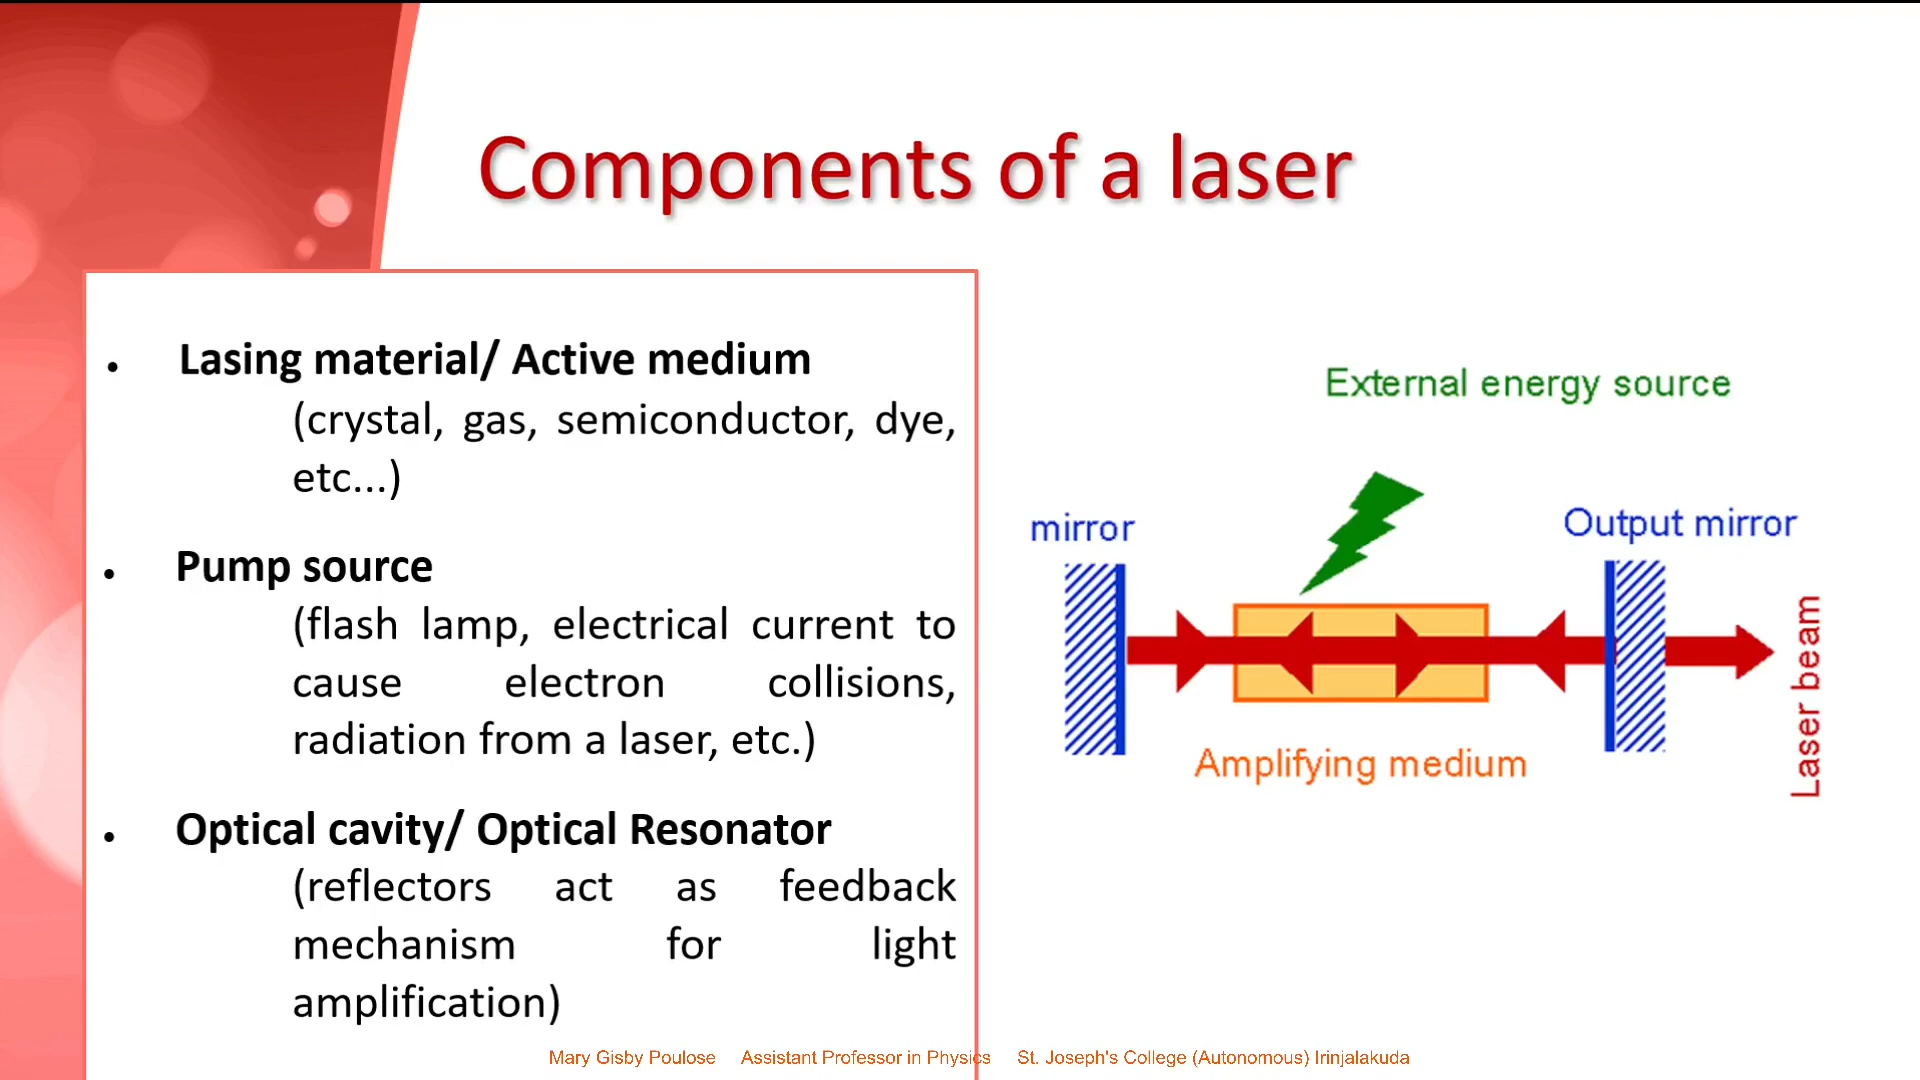 Components of a laser
• Lasing material/ Active medium
(crystal, gas, semiconductor, dye,
etc...)
• Pump source
(flash lamp, electrical current to
cause electron collisions,
radiation from a laser, etc.)
• Optical cavity/ Optical Resonator
(reflectors act as feedback
mechanism for light
amplification)
External energy source
mirror
Output mirror
Amplifying medium
Laser beam
Mary Gisby Poulose Assistant Professor in Physics St. Joseph's College (Autonomous) Irinjalakuda